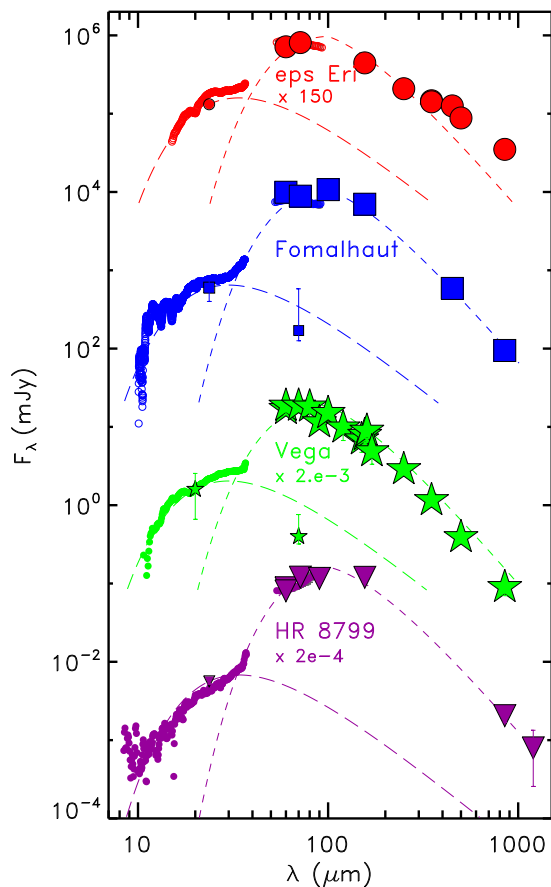 10^6
eps Eri
x 150
10^4
Fomalhaut
10^2
F_λ (mJy)
Vega
x 2.e-3
10^0
HR 8799
x 2e-4
10^-2
10^-4
10 100 1000
λ (μm)